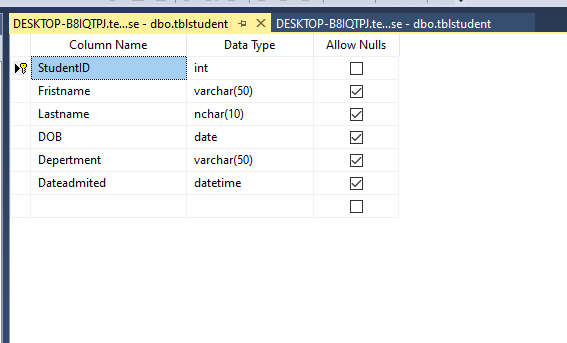 DESKTOP-B8IQTPJ.te...se - dbo.tblstudent DESKTOP-B8IQTPJ.te...se - dbo.tblstudent
Column Name Data Type Allow Nulls
StudentID int
Fristname varchar(50)
Lastname nchar(10)
DOB date
Depertment varchar(50)
Dateadmited datetime